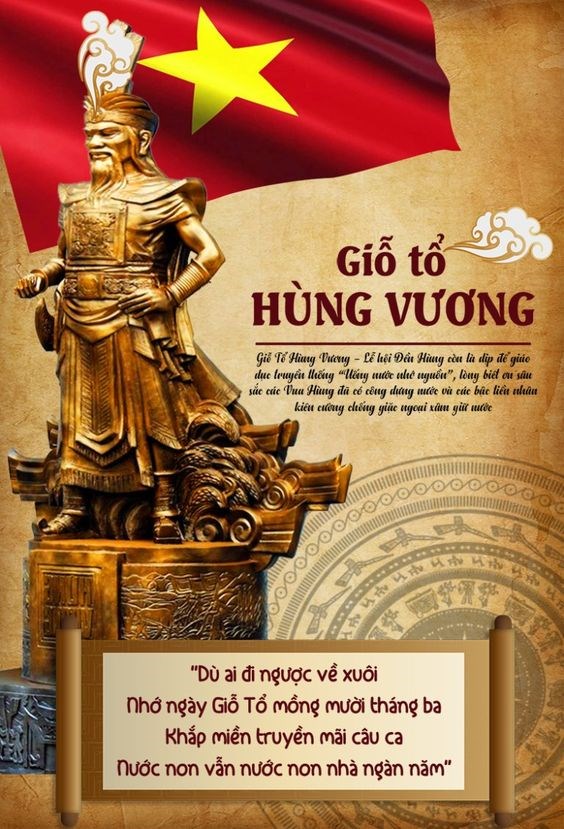 Giỗ tổ
HÙNG VƯƠNG
Giỗ Tổ Hùng Vương – Lễ hội Đền Hùng còn là dịp để giáo
dục truyền thống “Uống nước nhớ nguồn”, lòng biết ơn sâu
sắc các Vua Hùng đã có công dựng nước và các bậc tiền nhân
kiên cường chống giặc ngoại xâm giữ nước
"Dù ai đi ngược về xuôi
Nhớ ngày Giỗ Tổ mồng mười tháng ba
Khắp miền truyền mãi câu ca
Nước non vẫn nước non nhà ngàn năm"